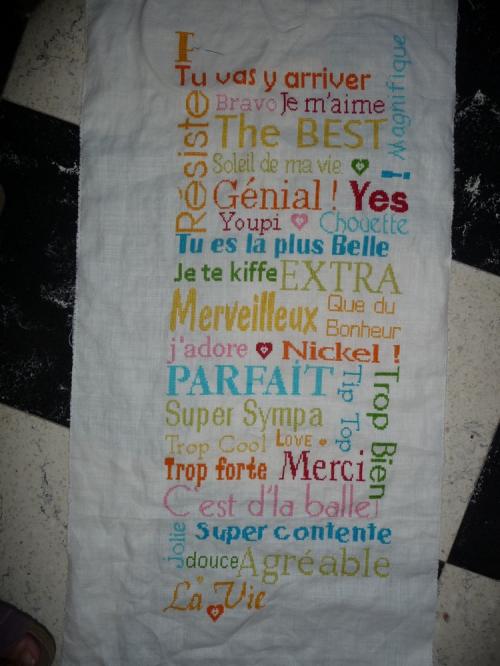 Tu vas y arriver
Magnifique !
Résiste
Bravo Je m'aime
The BEST
Soleil de ma vie
Génial ! Yes
Youpi Chouette
Tu es la plus Belle
Je te kiffe EXTRA
Merveilleux Que du
Bonheur
j'adore Nickel !
PARFAIT
Tip Top
Trop Bien
Super Sympa
Trop Cool LOVE
Trop forte Merci
C'est d'la balle!
Jolie
Super contente
douce Agréable
La Vie